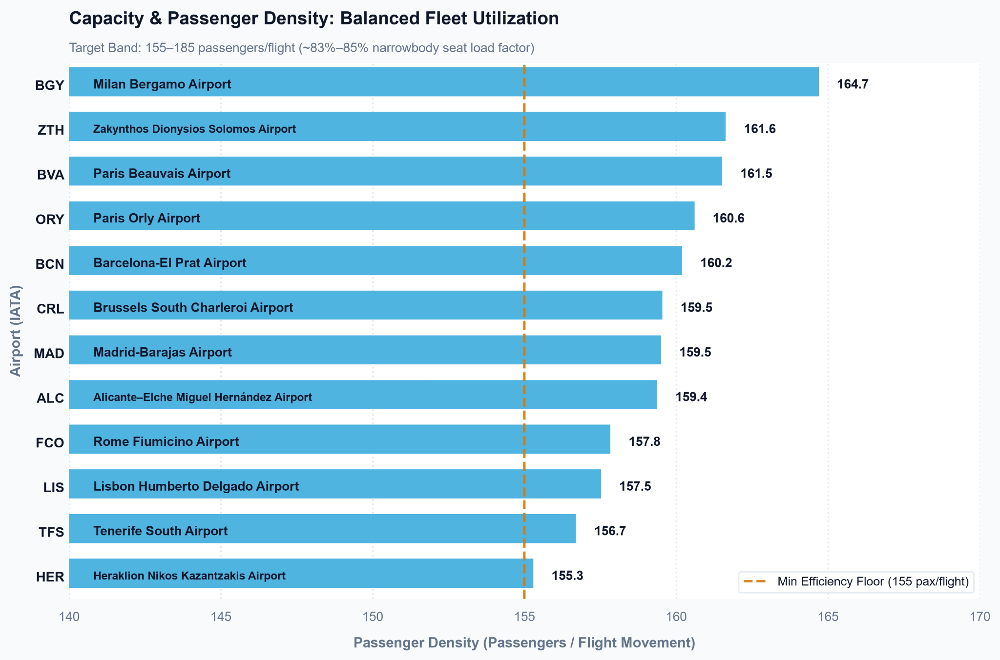 Capacity & Passenger Density: Balanced Fleet Utilization
Target Band: 155–185 passengers/flight (~83%–85% narrowbody seat load factor)
Airport (IATA)
BGY Milan Bergamo Airport 164.7
ZTH Zakynthos Dionysios Solomos Airport 161.6
BVA Paris Beauvais Airport 161.5
ORY Paris Orly Airport 160.6
BCN Barcelona-El Prat Airport 160.2
CRL Brussels South Charleroi Airport 159.5
MAD Madrid-Barajas Airport 159.5
ALC Alicante–Elche Miguel Hernández Airport 159.4
FCO Rome Fiumicino Airport 157.8
LIS Lisbon Humberto Delgado Airport 157.5
TFS Tenerife South Airport 156.7
HER Heraklion Nikos Kazantzakis Airport 155.3
Min Efficiency Floor (155 pax/flight)
140 145 150 155 160 165 170
Passenger Density (Passengers / Flight Movement)